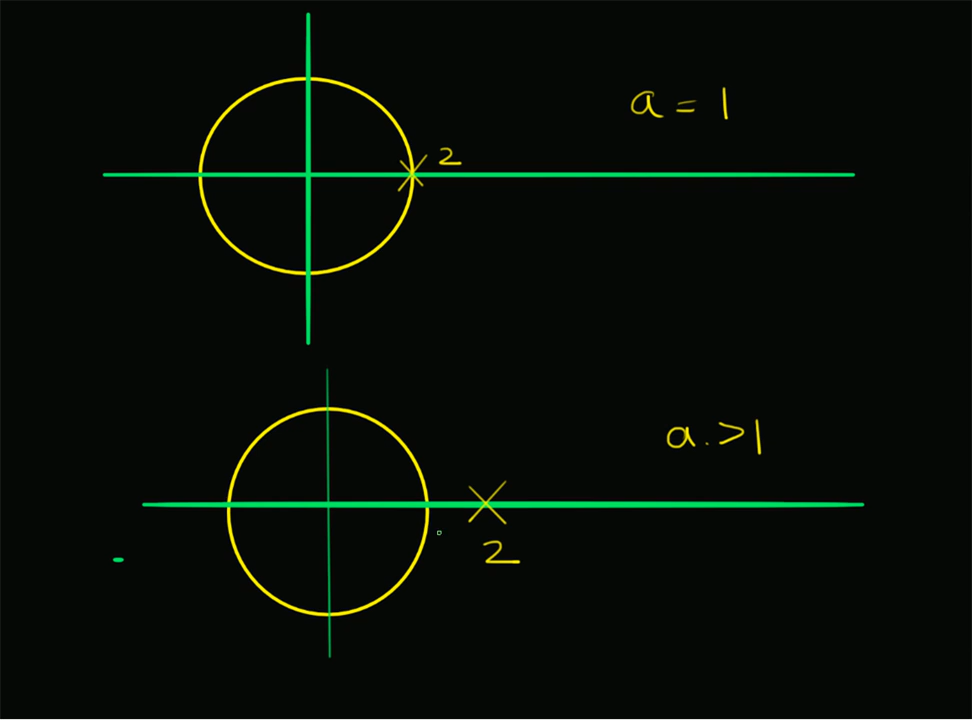 a = 1
2
a. >1
2